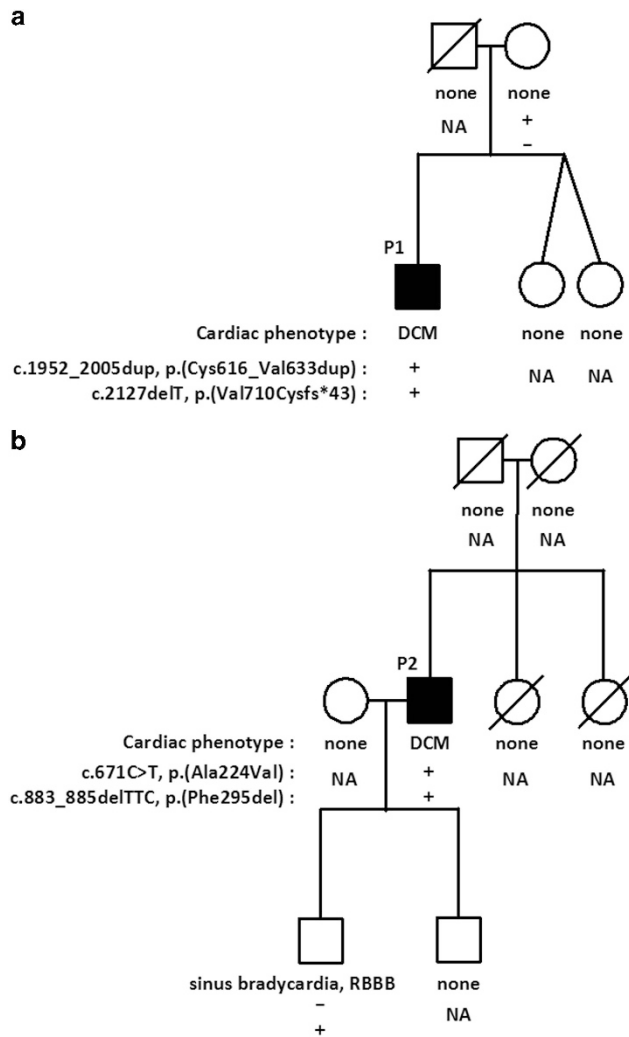 a
none none
NA +
−
P1
Cardiac phenotype : DCM none none
c.1952_2005dup, p.(Cys616_Val633dup) : + NA NA
c.2127delT, p.(Val710Cysfs*43) : +
b
none none
NA NA
P2
Cardiac phenotype : none DCM none none
c.671C>T, p.(Ala224Val) : NA + NA NA
c.883_885delTTC, p.(Phe295del) : +
sinus bradycardia, RBBB none
− NA
+